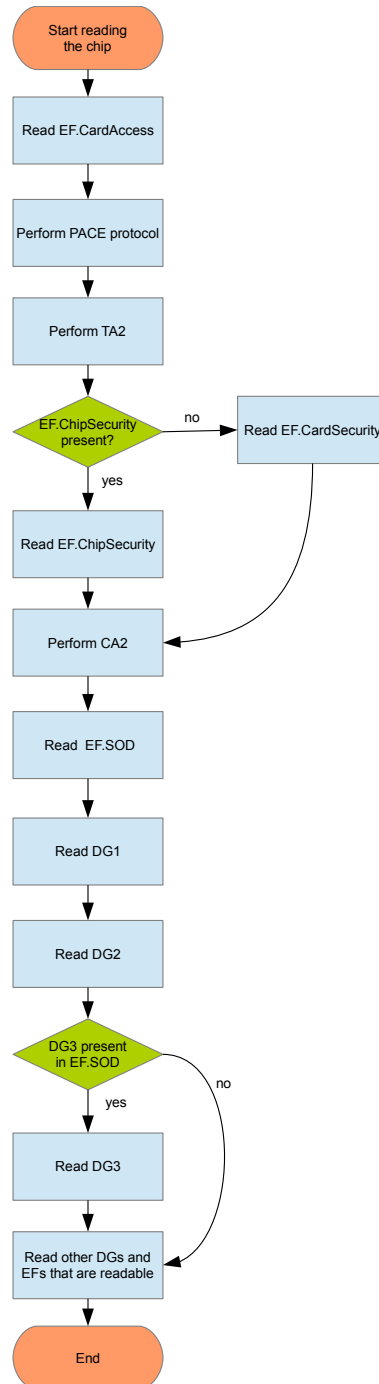 Start reading
the chip
Read EF.CardAccess
Perform PACE protocol
Perform TA2
EF.ChipSecurity
present?
no
Read EF.CardSecurity
yes
Read EF.ChipSecurity
Perform CA2
Read EF.SOD
Read DG1
Read DG2
DG3 present
in EF.SOD
no
yes
Read DG3
Read other DGs and
EFs that are readable
End